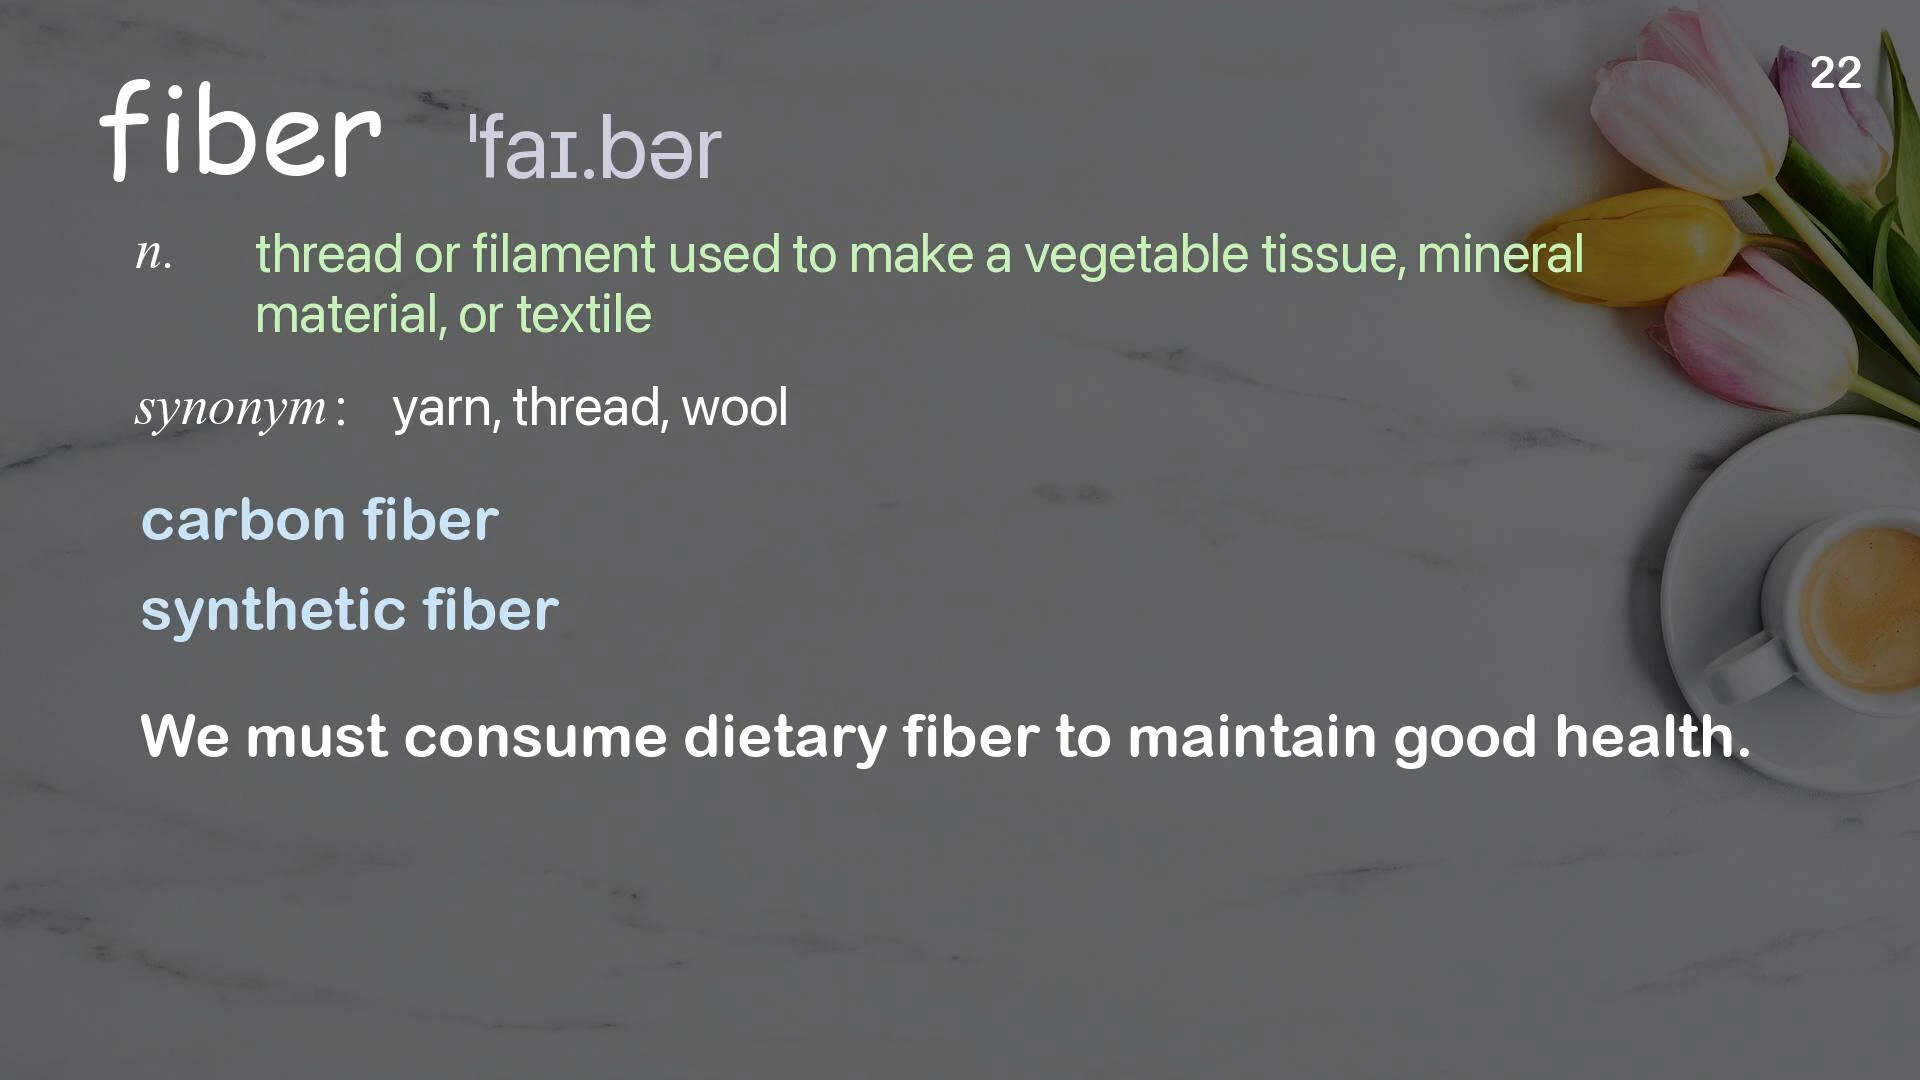 22
fiber ˈfaɪ.bər
n. thread or filament used to make a vegetable tissue, mineral
material, or textile
synonym: yarn, thread, wool
carbon fiber
synthetic fiber
We must consume dietary fiber to maintain good health.